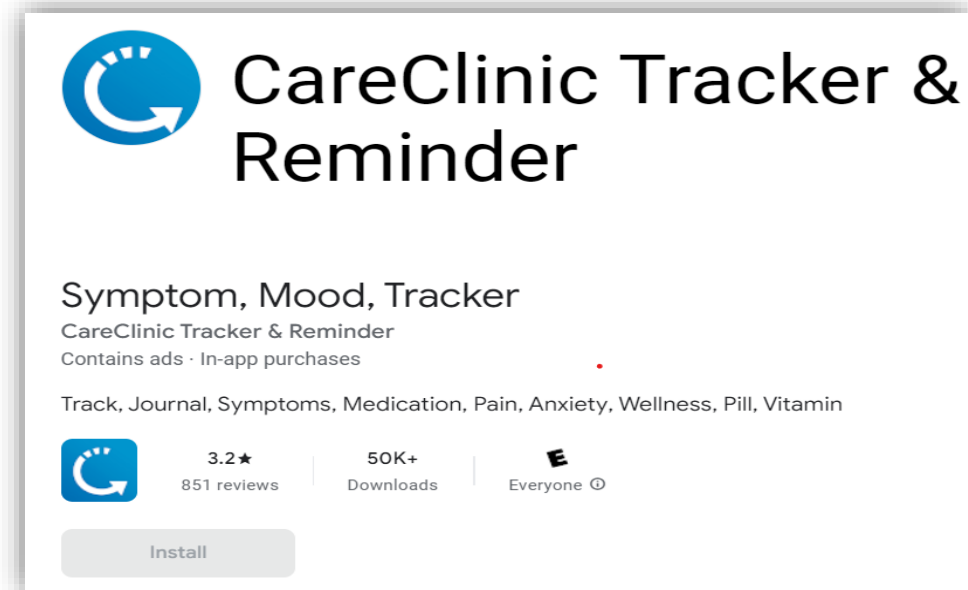 CareClinic Tracker &
Reminder
Symptom, Mood, Tracker
CareClinic Tracker & Reminder
Contains ads · In-app purchases
Track, Journal, Symptoms, Medication, Pain, Anxiety, Wellness, Pill, Vitamin
3.2★ 50K+ E
851 reviews Downloads Everyone ⓘ
Install